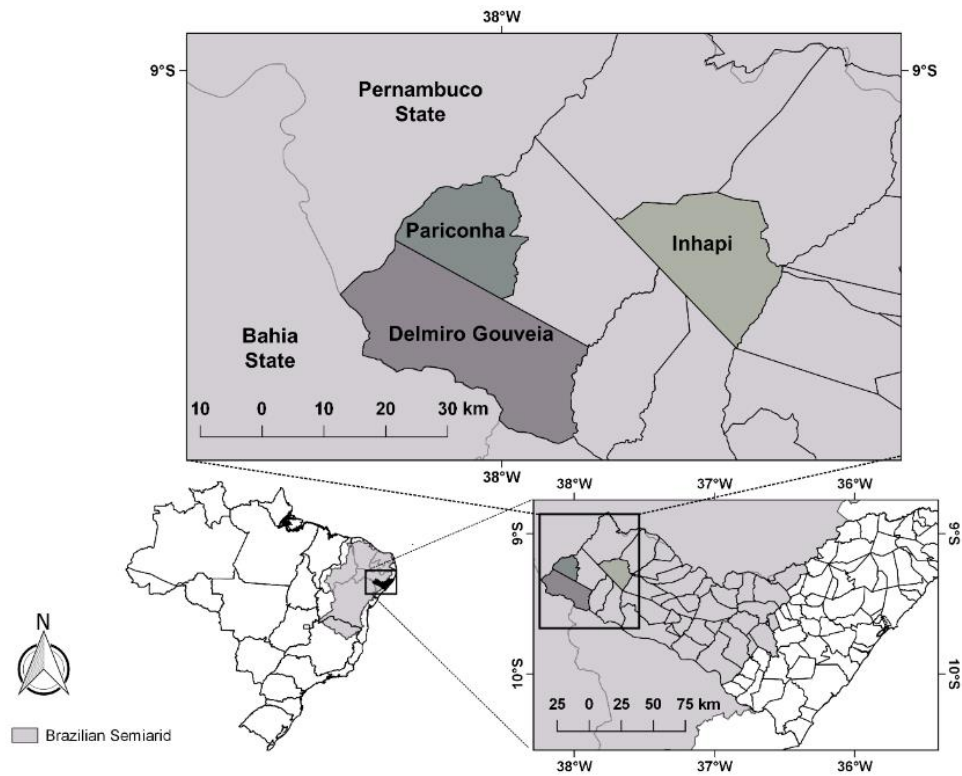 38°W
9°S
9°S
Pernambuco
State
Pariconha
Inhapi
Delmiro Gouveia
Bahia
State
10 0 10 20 30 km
38°W
38°W 37°W 36°W
9°S
9°S
10°S
10°S
25 0 25 50 75 km
38°W 37°W 36°W
N
Brazilian Semiarid